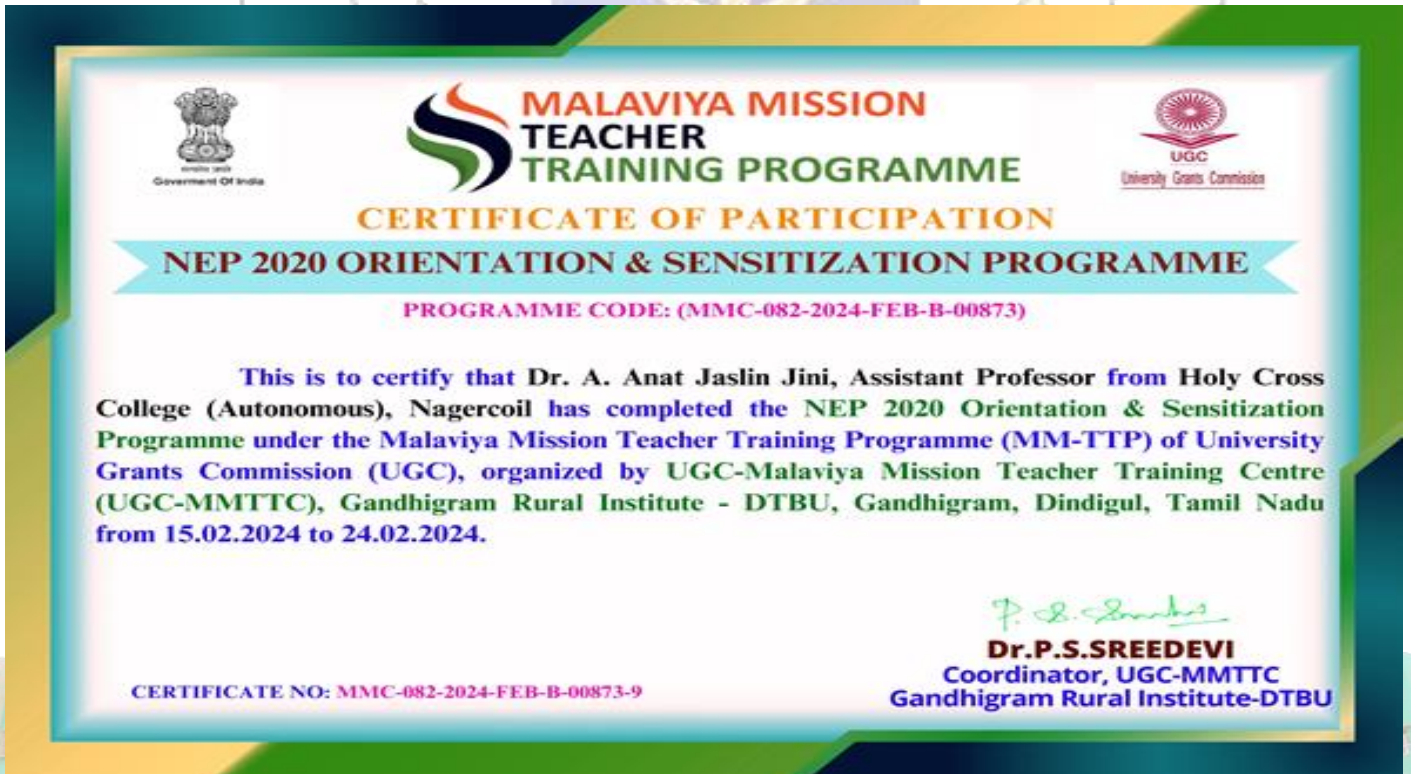 MALAVIYA MISSION
TEACHER
TRAINING PROGRAMME
Goverment Of India
UGC
University Grants Commission
CERTIFICATE OF PARTICIPATION
NEP 2020 ORIENTATION & SENSITIZATION PROGRAMME
PROGRAMME CODE: (MMC-082-2024-FEB-B-00873)
This is to certify that Dr. A. Anat Jaslin Jini, Assistant Professor from Holy Cross
College (Autonomous), Nagercoil has completed the NEP 2020 Orientation & Sensitization
Programme under the Malaviya Mission Teacher Training Programme (MM-TTP) of University
Grants Commission (UGC), organized by UGC-Malaviya Mission Teacher Training Centre
(UGC-MMTTC), Gandhigram Rural Institute - DTBU, Gandhigram, Dindigul, Tamil Nadu
from 15.02.2024 to 24.02.2024.
Dr.P.S.SREEDEVI
Coordinator, UGC-MMTTC
Gandhigram Rural Institute-DTBU
CERTIFICATE NO: MMC-082-2024-FEB-B-00873-9